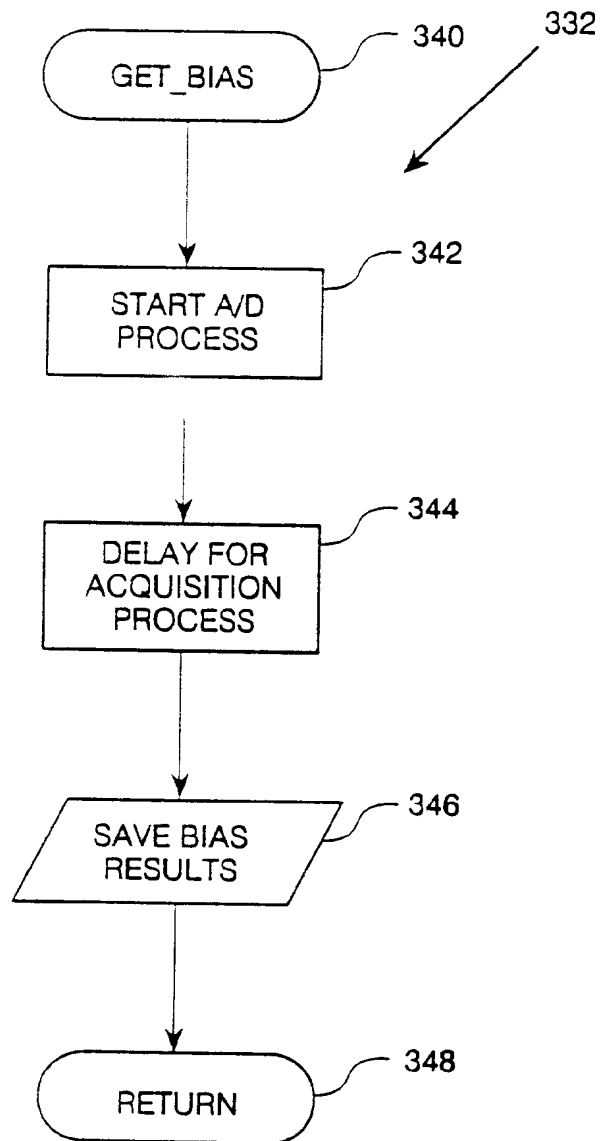 332
340
GET_BIAS
342
START A/D
PROCESS
344
DELAY FOR
ACQUISITION
PROCESS
346
SAVE BIAS
RESULTS
348
RETURN